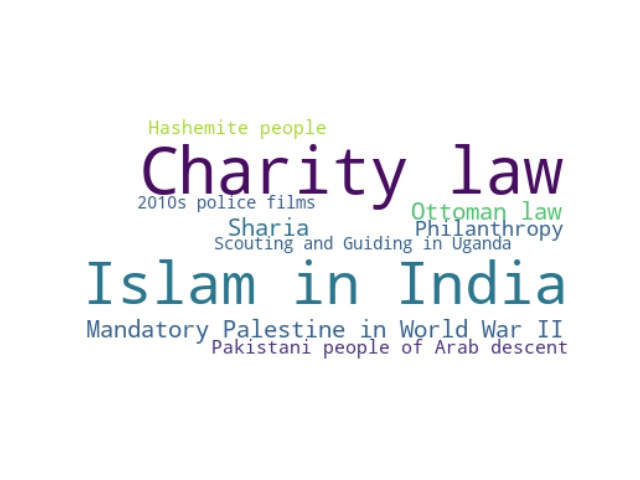 Hashemite people
Charity law
2010s police films
Ottoman law
Sharia
Philanthropy
Scouting and Guiding in Uganda
Islam in India
Mandatory Palestine in World War II
Pakistani people of Arab descent